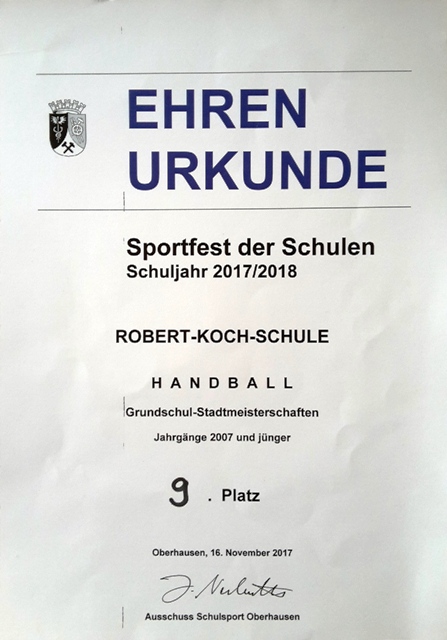 EHREN
URKUNDE
Sportfest der Schulen
Schuljahr 2017/2018
ROBERT-KOCH-SCHULE
HANDBALL
Grundschul-Stadtmeisterschaften
Jahrgänge 2007 und jünger
9 . Platz
Oberhausen, 16. November 2017
Ausschuss Schulsport Oberhausen